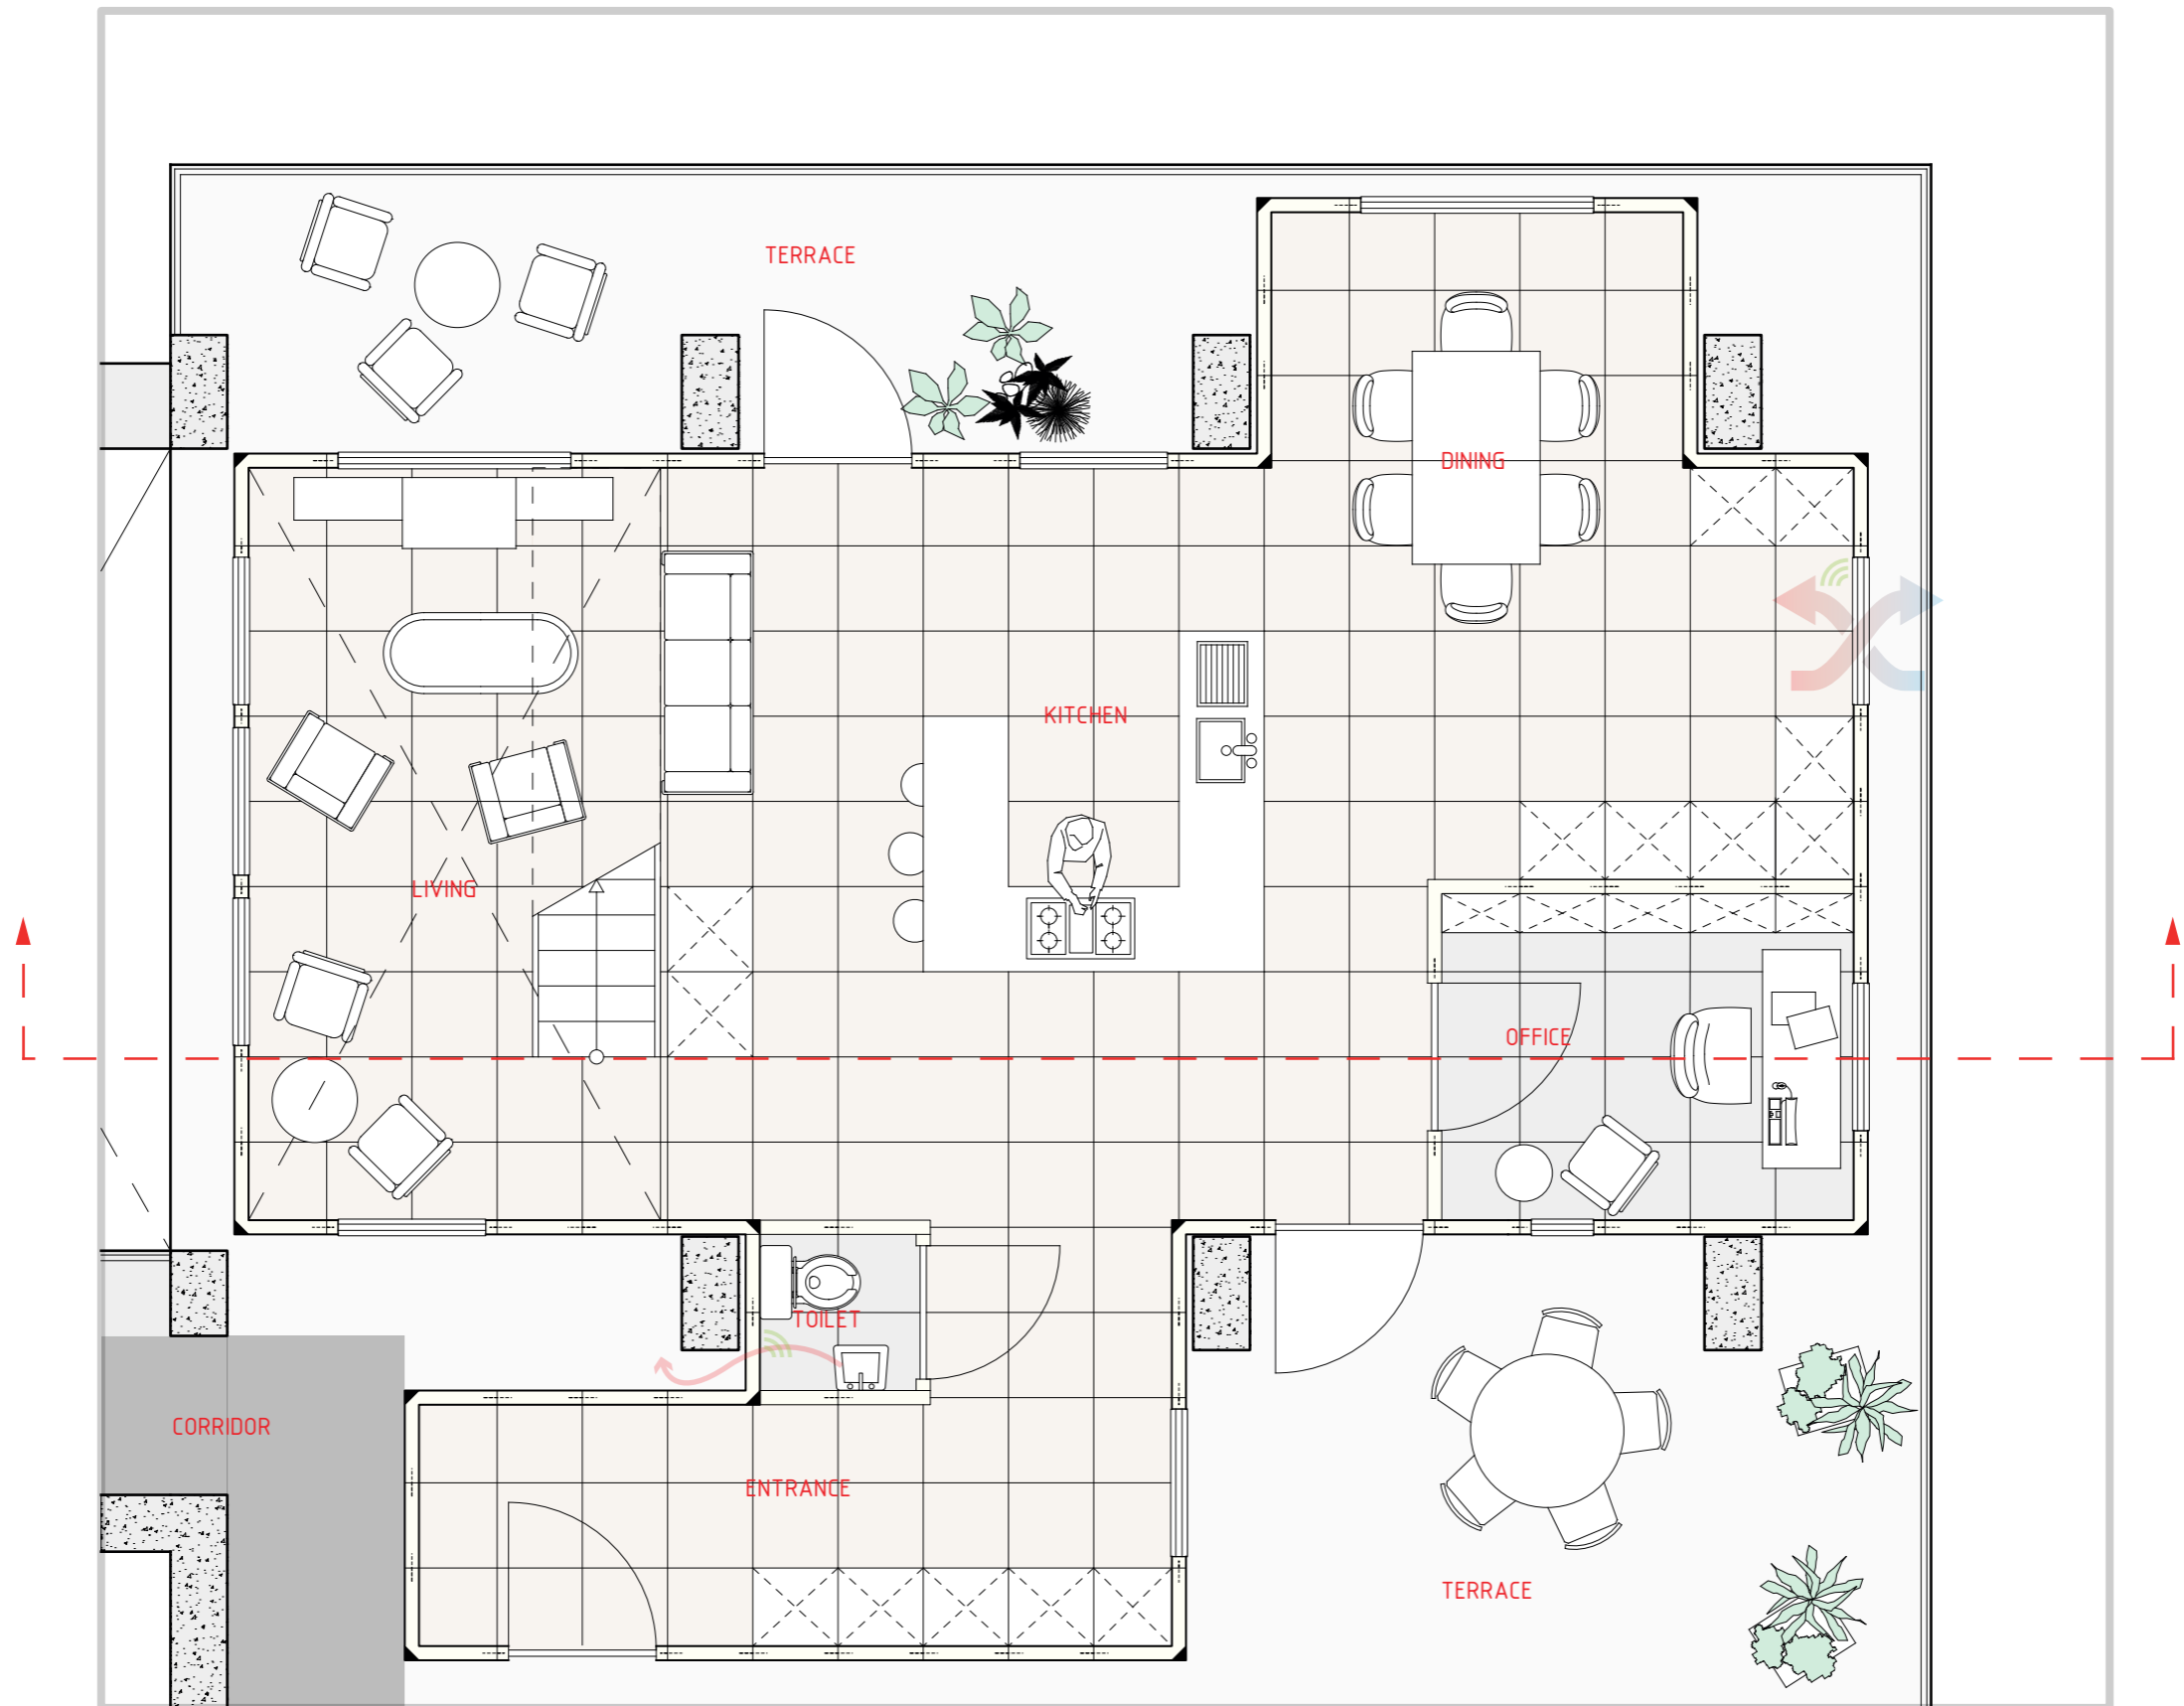 TERRACE
DINING
KITCHEN
LIVING
OFFICE
TOILET
CORRIDOR
ENTRANCE
TERRACE